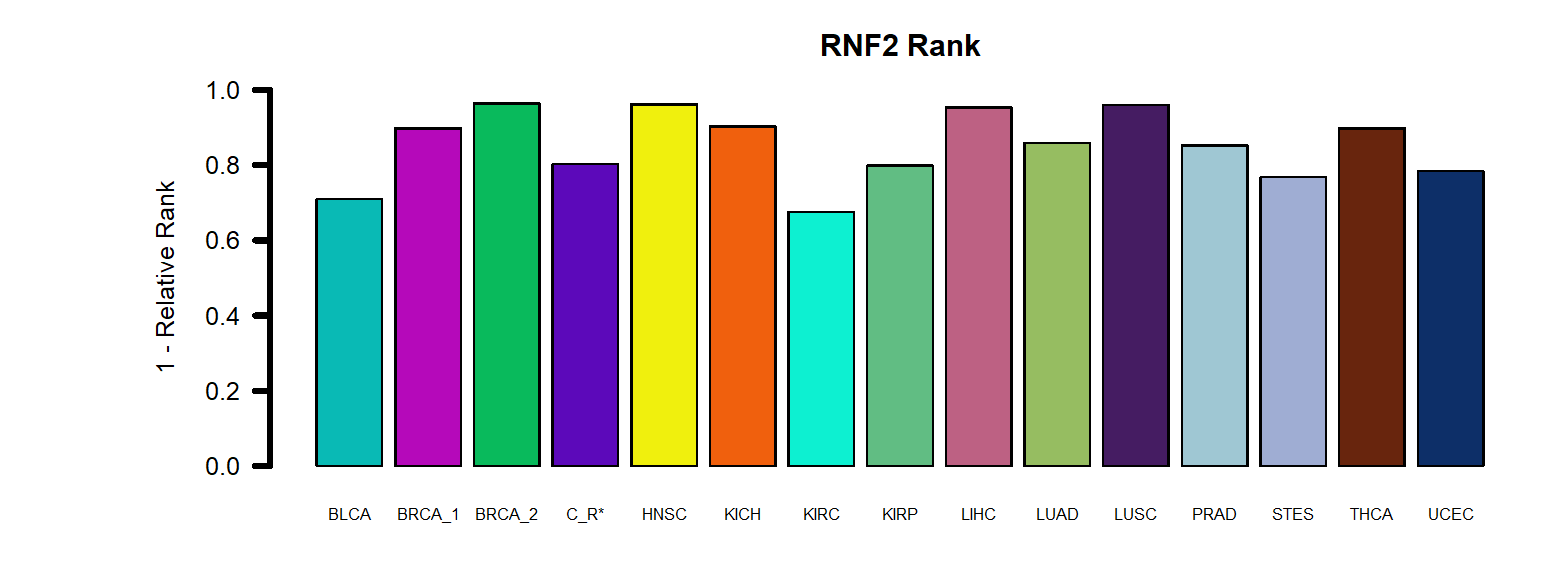 RNF2 Rank
1 - Relative Rank
1.0
0.8
0.6
0.4
0.2
0.0
BLCA BRCA_1 BRCA_2 C_R* HNSC KICH KIRC KIRP LIHC LUAD LUSC PRAD STES THCA UCEC